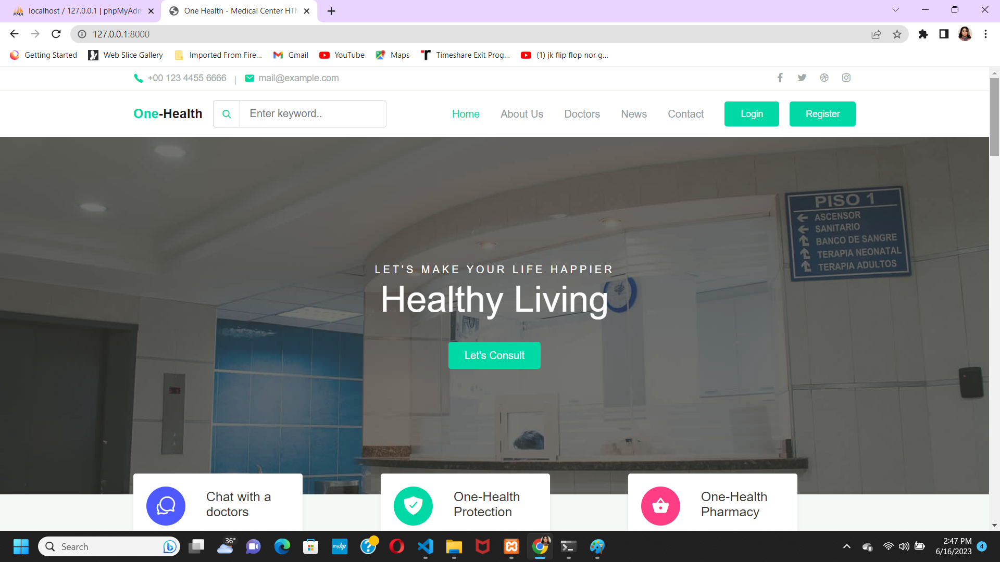 localhost / 127.0.0.1 | phpMyAdm
One Health - Medical Center HTM
127.0.0.1:8000
Getting Started
Web Slice Gallery
Imported From Fire...
Gmail
YouTube
Maps
Timeshare Exit Prog...
(1) jk flip flop nor g...
+00 123 4455 6666 | mail@example.com
One-Health
Enter keyword..
Home
About Us
Doctors
News
Contact
Login
Register
PISO 1
ASCENSOR
SANITARIO
BANCO DE SANGRE
TERAPIA NEONATAL
TERAPIA ADULTOS
LET'S MAKE YOUR LIFE HAPPIER
Healthy Living
Let's Consult
Chat with a
doctors
One-Health
Protection
One-Health
Pharmacy
Search
36°
myhp
2:47 PM
6/16/2023
4